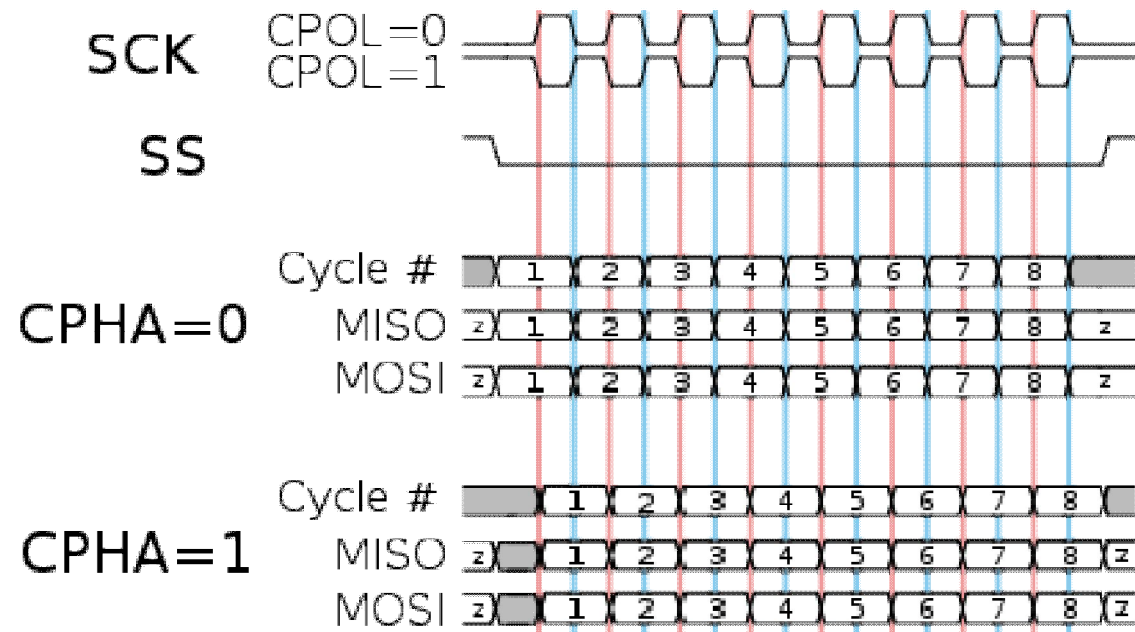 SCK CPOL=0
CPOL=1
SS
Cycle # 1 2 3 4 5 6 7 8
CPHA=0 MISO z 1 2 3 4 5 6 7 8 z
MOSI z 1 2 3 4 5 6 7 8 z
Cycle # 1 2 3 4 5 6 7 8
CPHA=1 MISO z 1 2 3 4 5 6 7 8 z
MOSI z 1 2 3 4 5 6 7 8 z